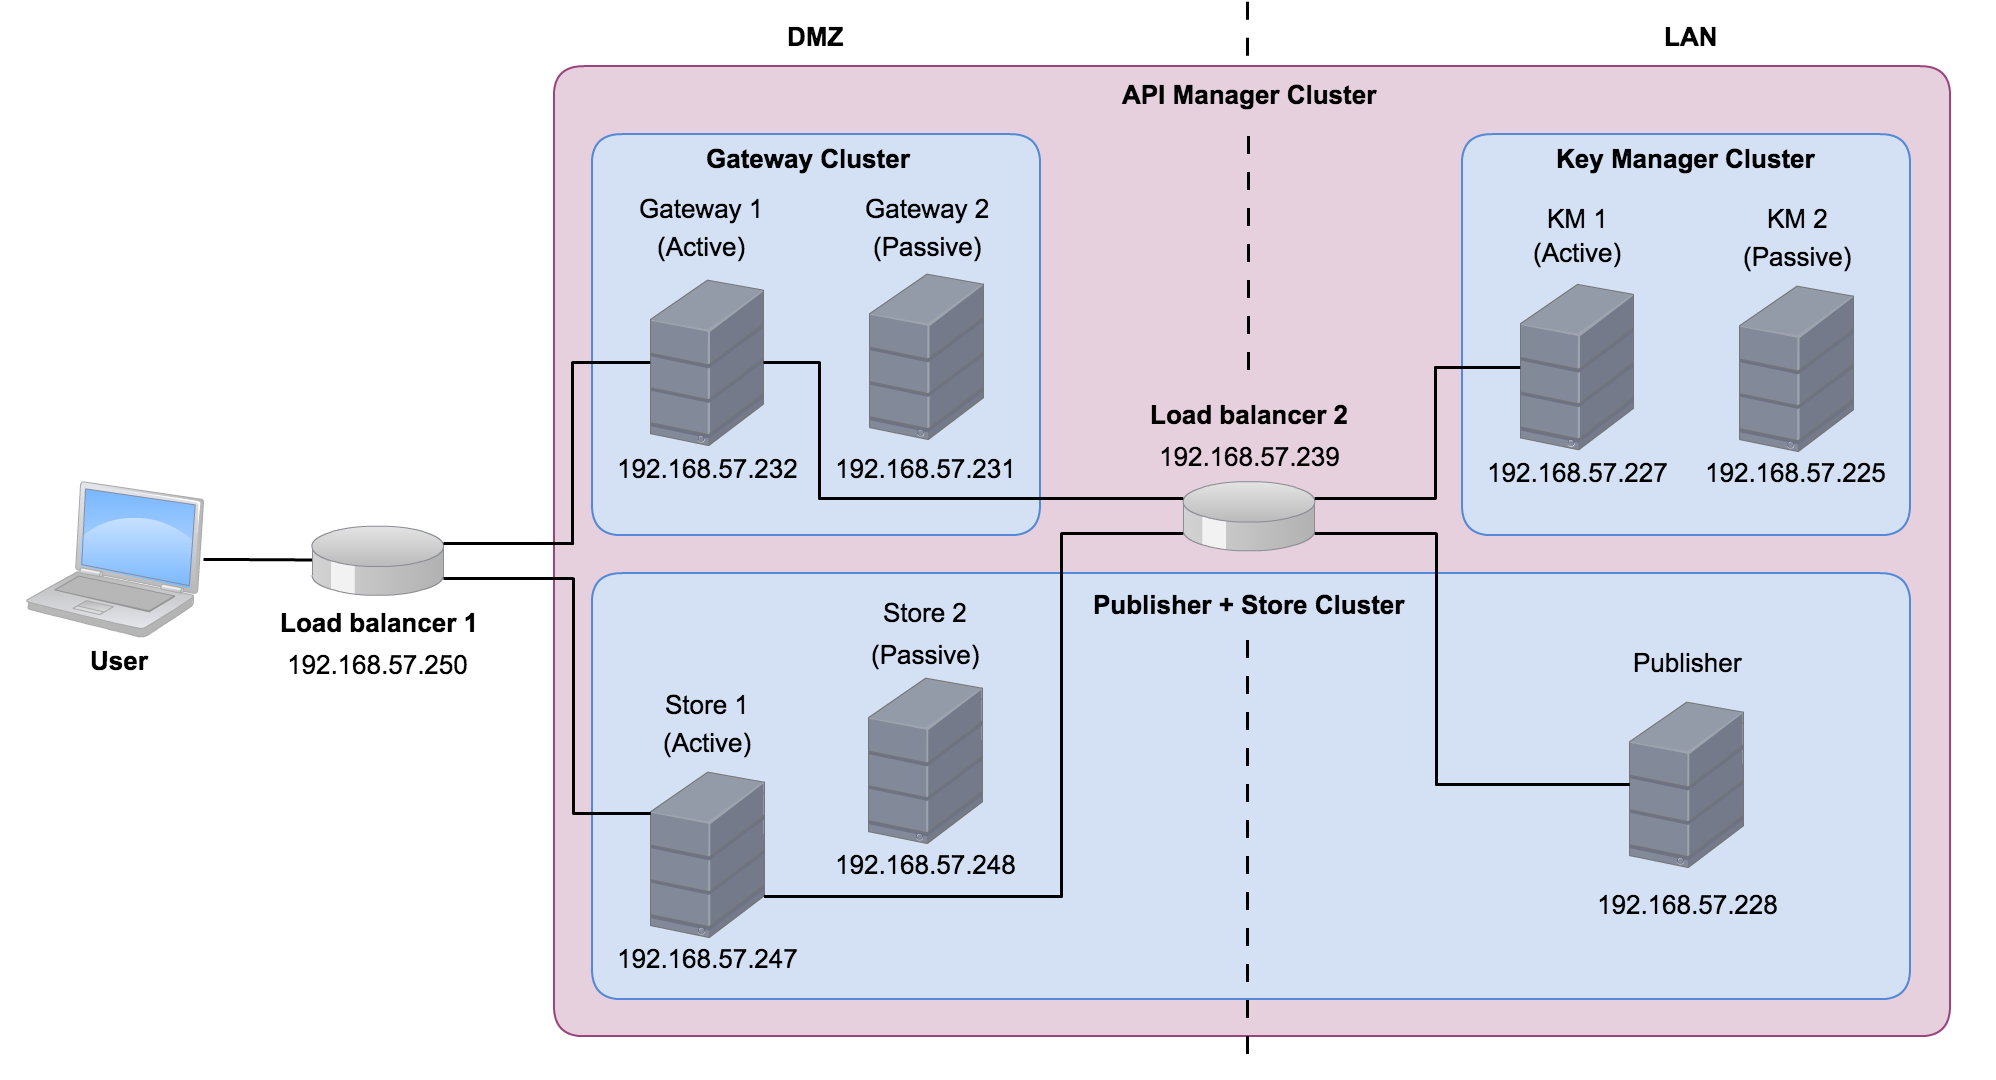 DMZ
LAN
API Manager Cluster
Gateway Cluster
Gateway 1
(Active)
192.168.57.232
Gateway 2
(Passive)
192.168.57.231
Key Manager Cluster
KM 1
(Active)
192.168.57.227
KM 2
(Passive)
192.168.57.225
Load balancer 2
192.168.57.239
User
Load balancer 1
192.168.57.250
Publisher + Store Cluster
Store 1
(Active)
192.168.57.247
Store 2
(Passive)
192.168.57.248
Publisher
192.168.57.228